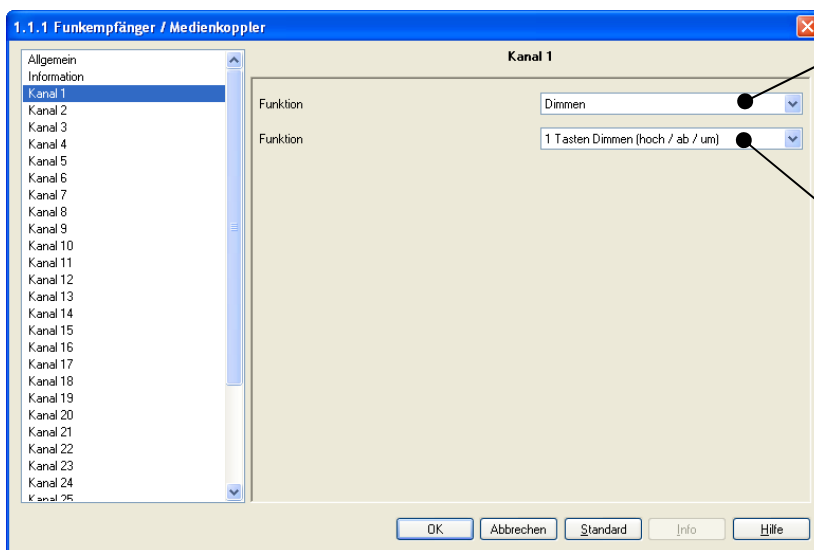 1.1.1 Funkempfänger / Medienkoppler
Allgemein
Information
Kanal 1
Kanal 2
Kanal 3
Kanal 4
Kanal 5
Kanal 6
Kanal 7
Kanal 8
Kanal 9
Kanal 10
Kanal 11
Kanal 12
Kanal 13
Kanal 14
Kanal 15
Kanal 16
Kanal 17
Kanal 18
Kanal 19
Kanal 20
Kanal 21
Kanal 22
Kanal 23
Kanal 24
Kanal 25
Kanal 1
Funktion Dimmen
Funktion 1 Tasten Dimmen (hoch / ab / um)
OK Abbrechen Standard Info Hilfe